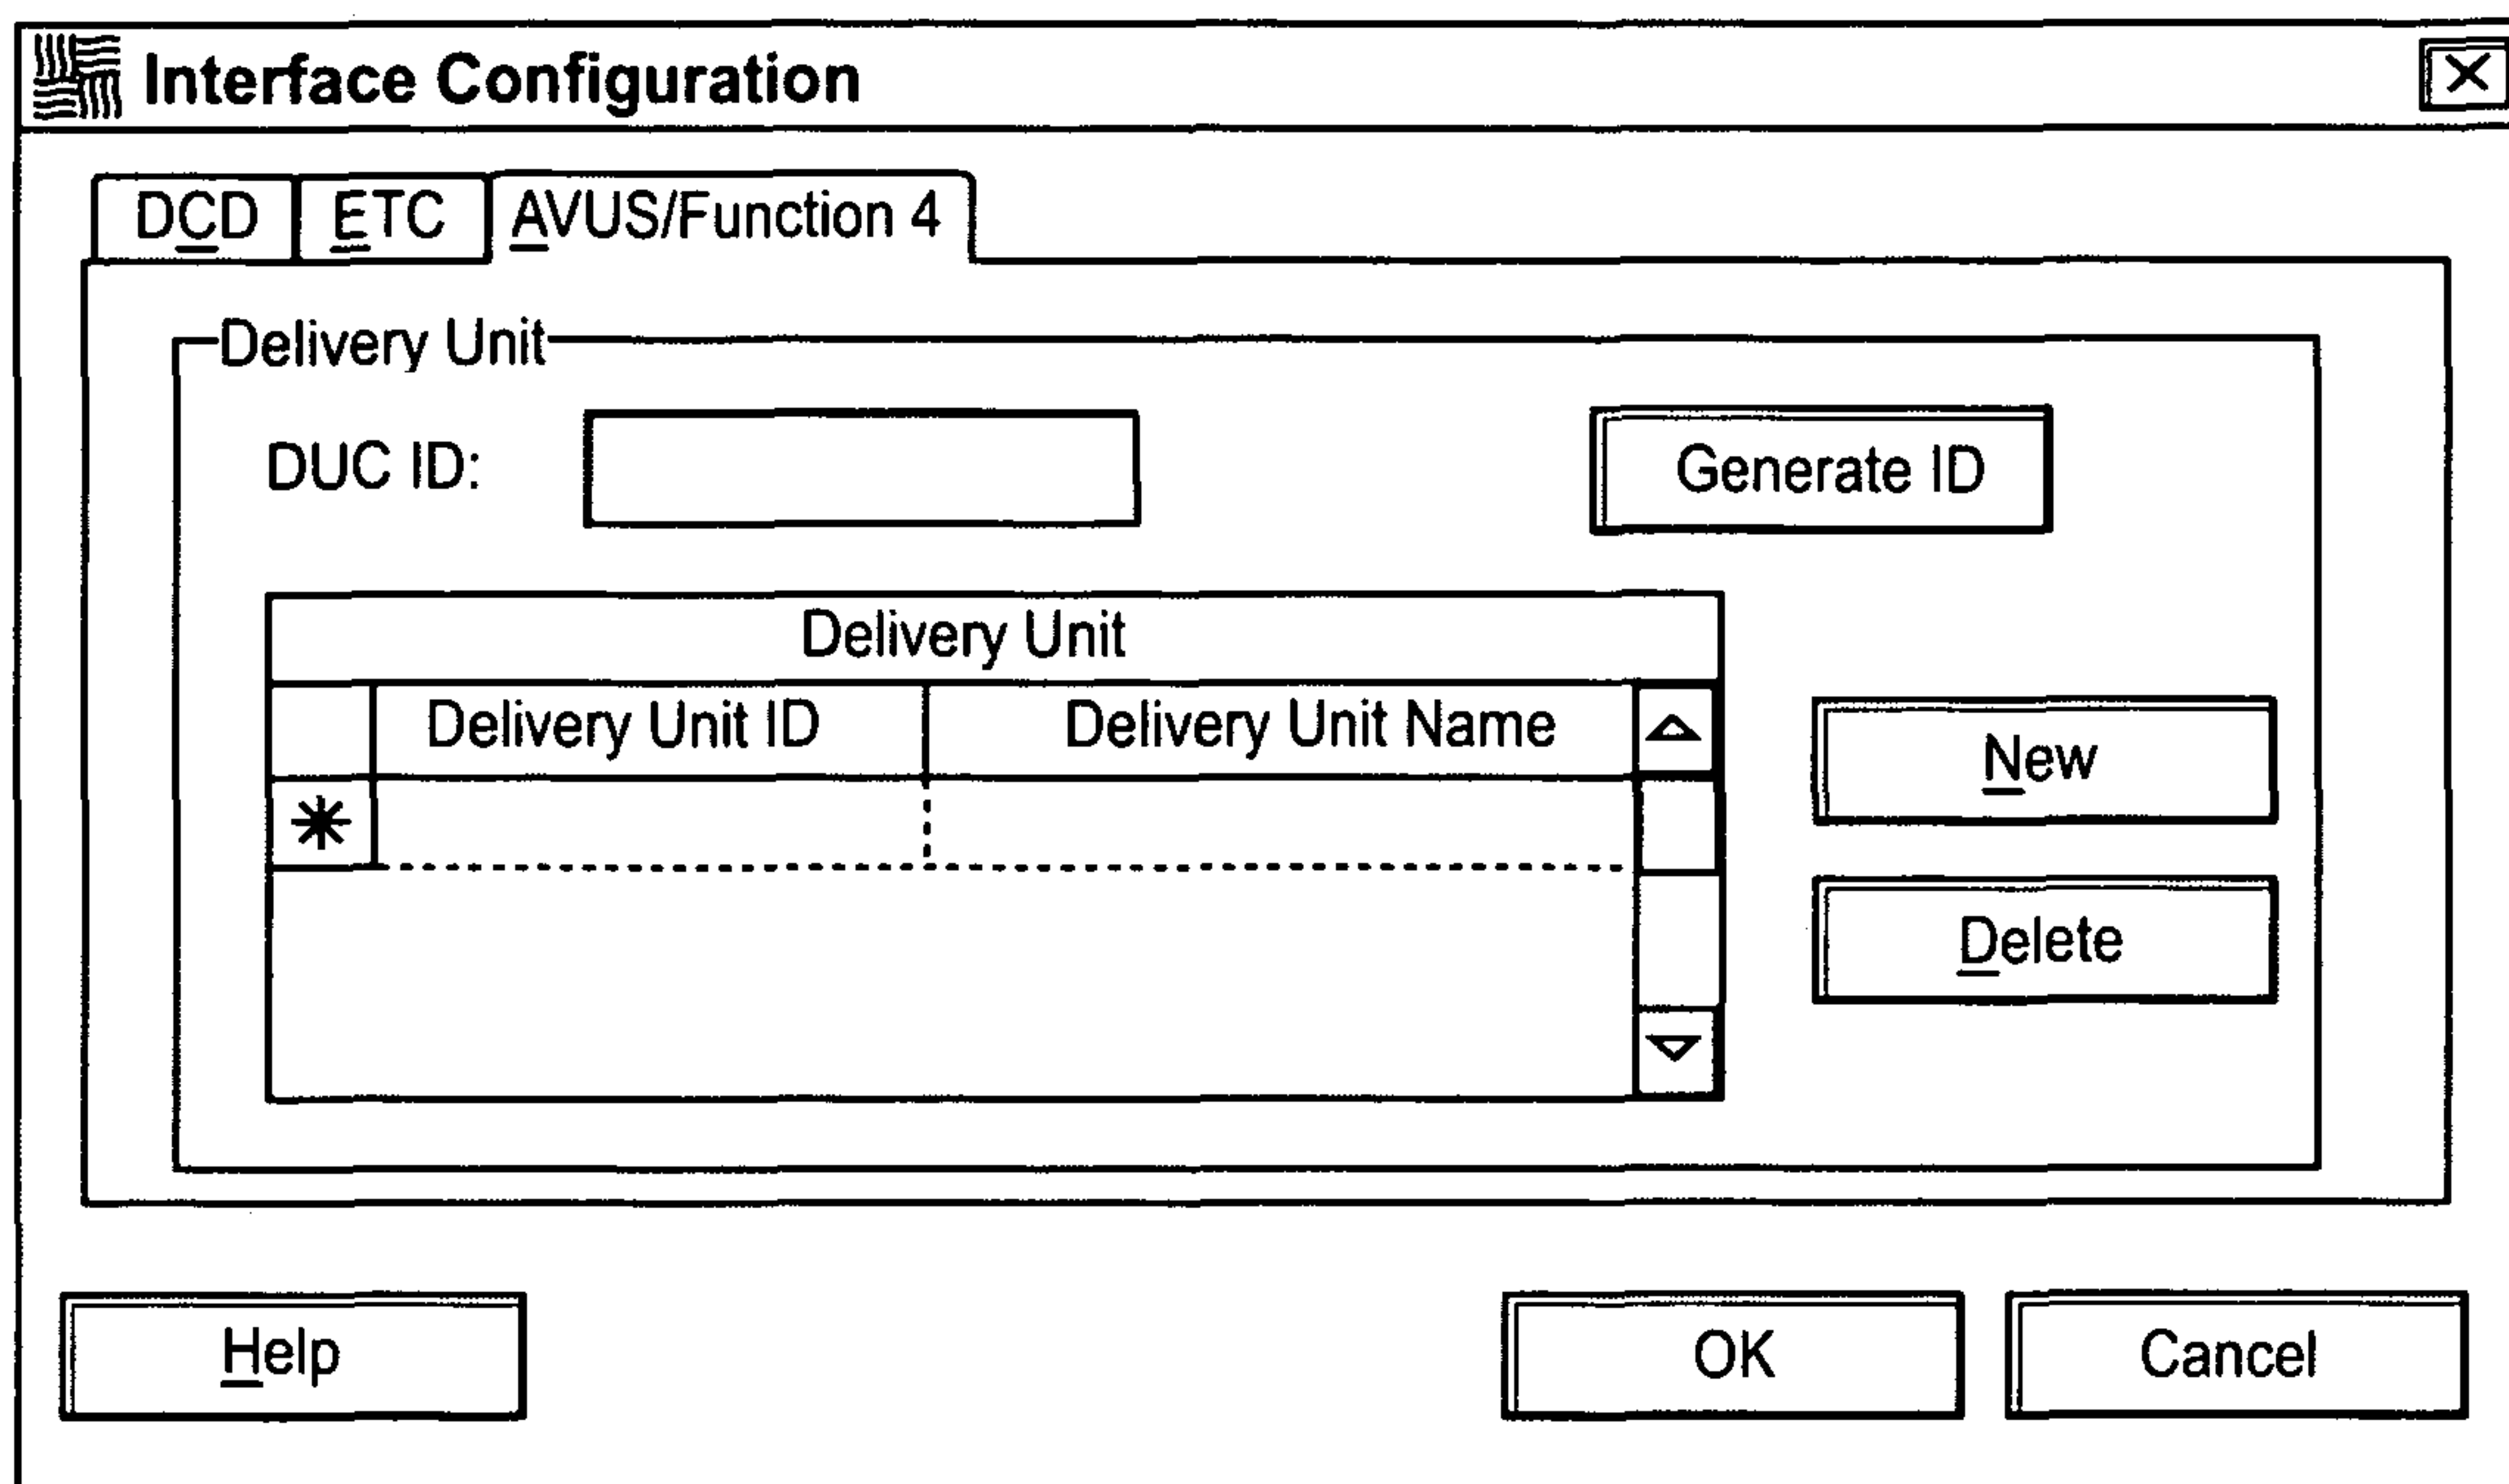 Interface Configuration
DCD ETC AVUS/Function 4
Delivery Unit
DUC ID: Generate ID
Delivery Unit
Delivery Unit ID Delivery Unit Name
New
Delete
Help OK Cancel